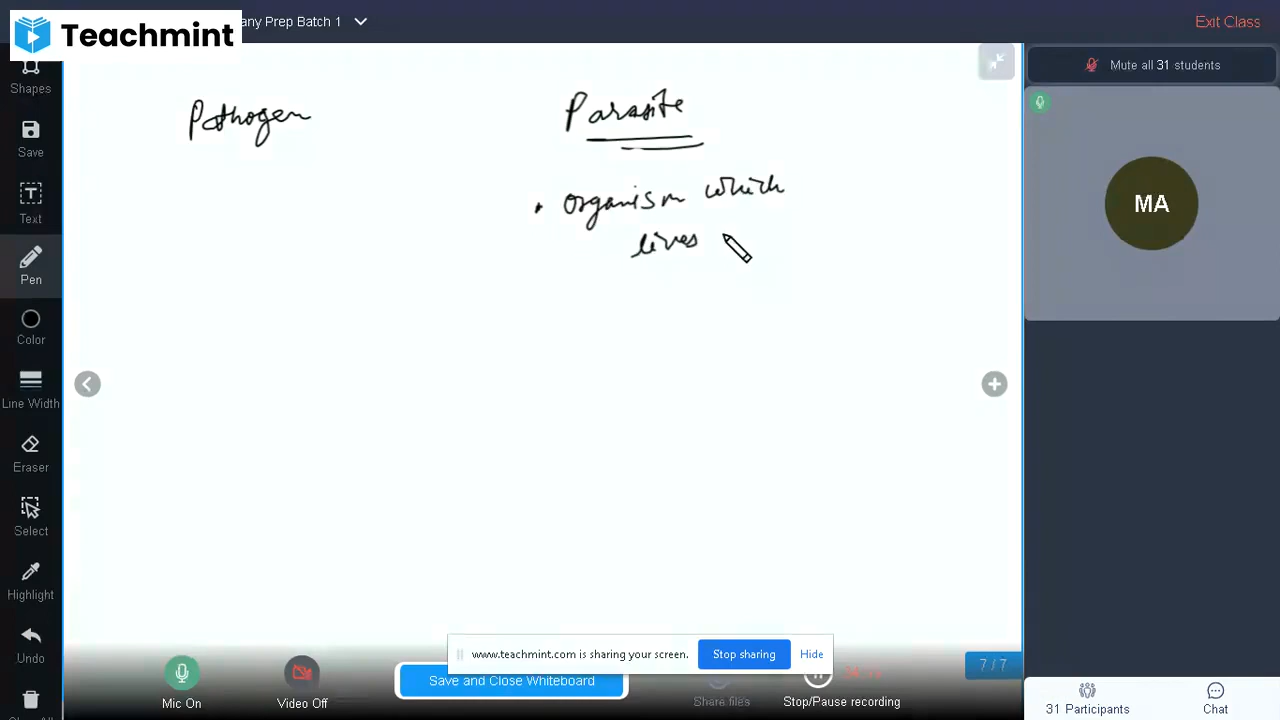 Teachmint
any Prep Batch 1
Exit Class
Shapes
Save
Text
Pen
Color
Line Width
Eraser
Select
Highlight
Undo
Pathogen
Parasite
• Organism which
lives
Mute all 31 students
MA
www.teachmint.com is sharing your screen.
Stop sharing
Hide
7 / 7
Mic On
Video Off
Save and Close Whiteboard
Share files
Stop/Pause recording
31 Participants
Chat